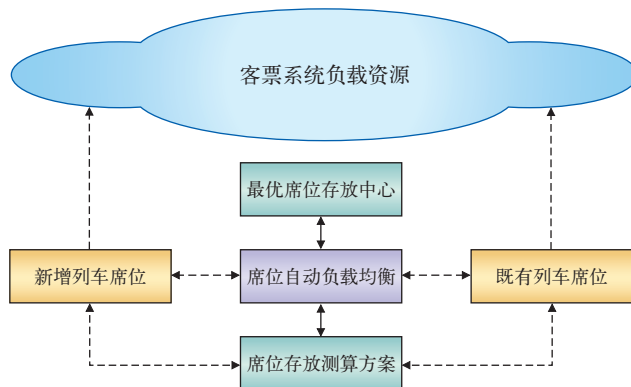 客票系统负载资源
最优席位存放中心
新增列车席位
席位自动负载均衡
既有列车席位
席位存放测算方案